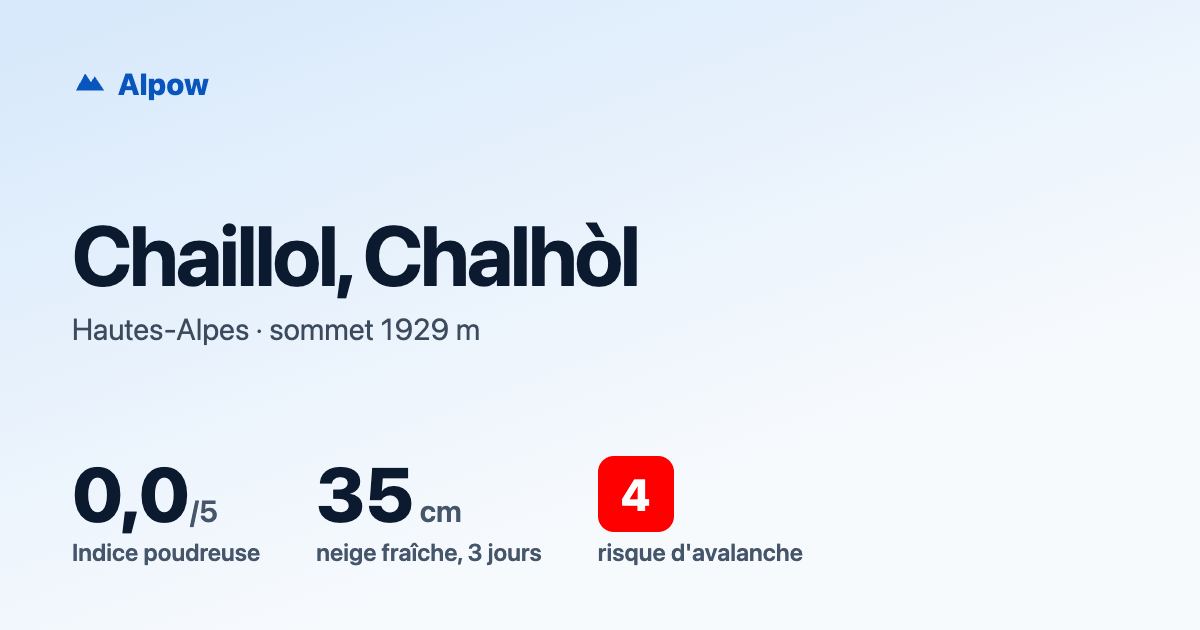 Alpow
Chaillol, Chalhòl
Hautes-Alpes · sommet 1929 m
0,0/5
35 cm
4
Indice poudreuse
neige fraîche, 3 jours
risque d'avalanche